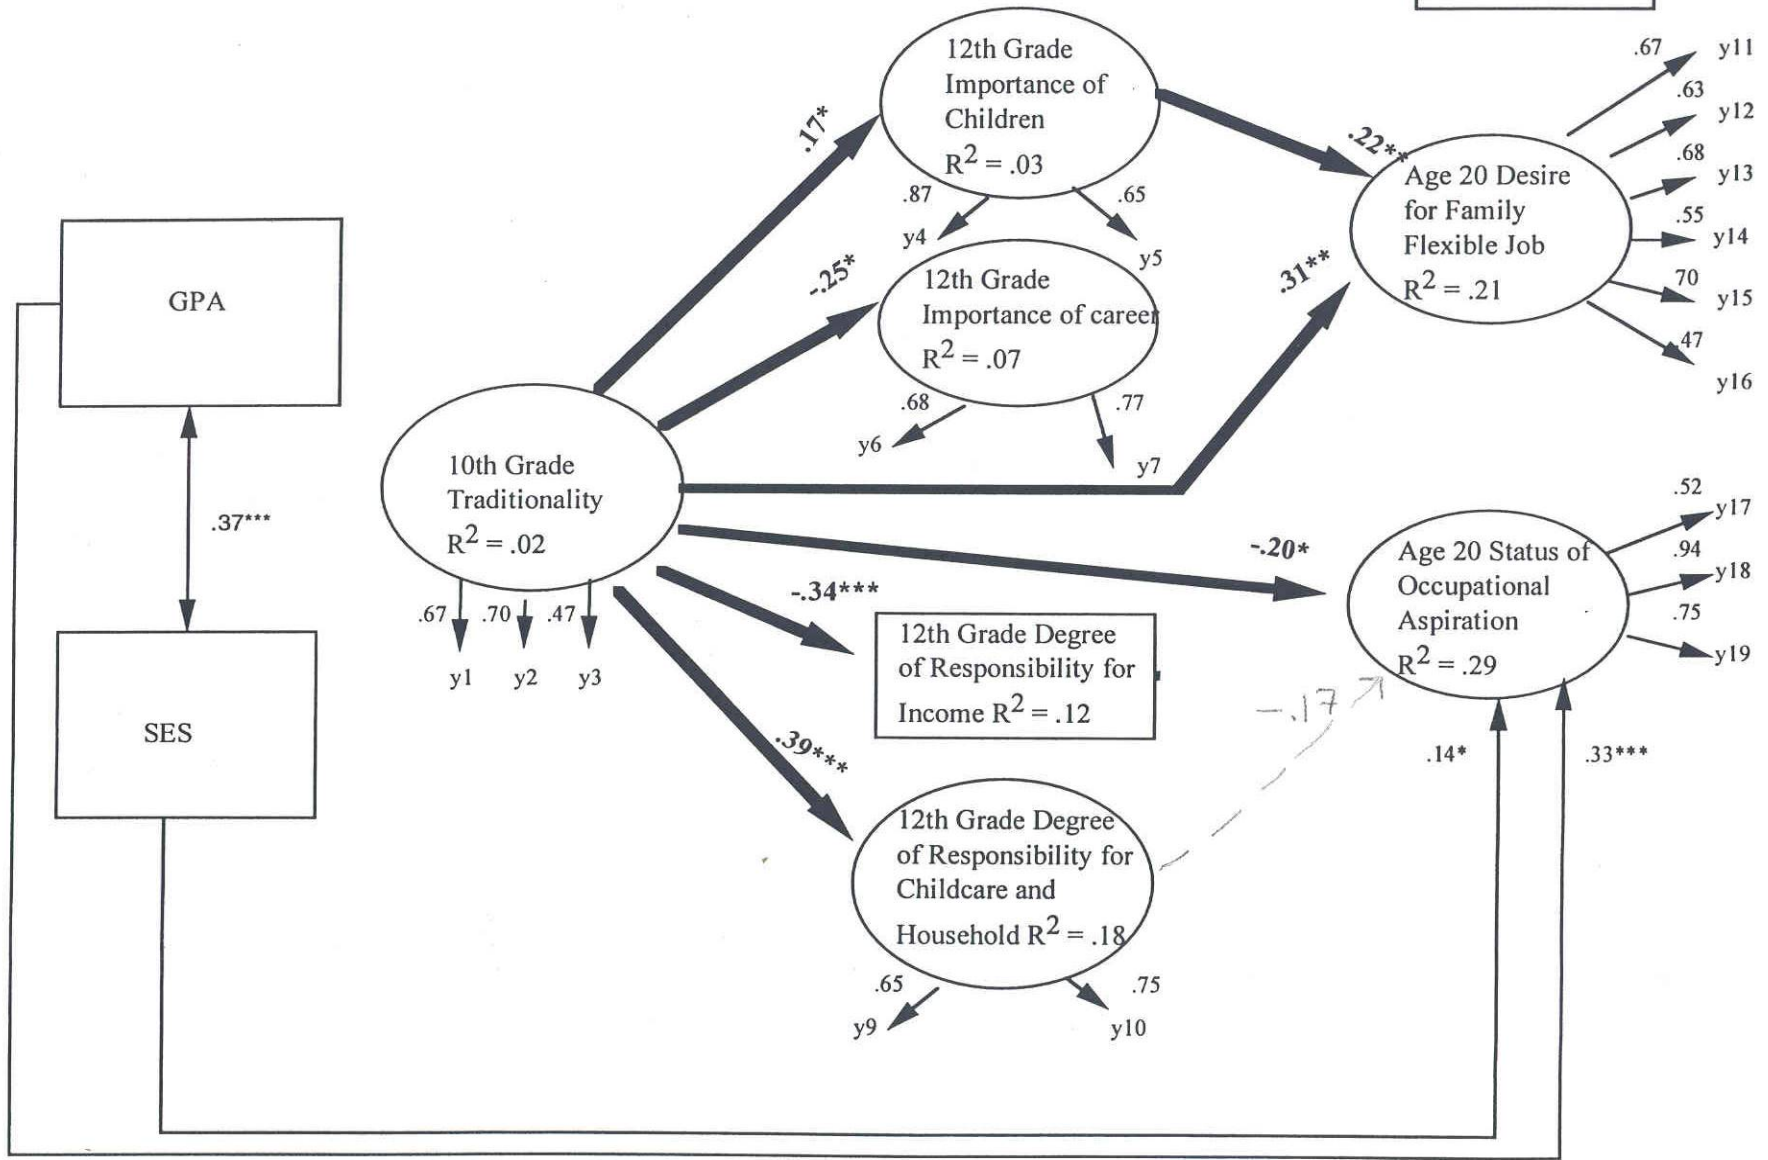 GPA
.37***
SES
10th Grade
Traditionality
R2 = .02
.67
.70
.47
y1
y2
y3
.17*
-.25*
.31**
-.20*
-.34***
.39***
12th Grade
Importance of
Children
R2 = .03
.87
.65
y4
y5
12th Grade
Importance of career
R2 = .07
.68
.77
y6
y7
12th Grade Degree
of Responsibility for
Income R2 = .12
12th Grade Degree
of Responsibility for
Childcare and
Household R2 = .18
.65
.75
y9
y10
.22**
Age 20 Desire
for Family
Flexible Job
R2 = .21
.67
y11
.63
y12
.68
y13
.55
y14
70
y15
.47
y16
Age 20 Status of
Occupational
Aspiration
R2 = .29
.52
y17
.94
y18
.75
y19
-.17
.14*
.33***